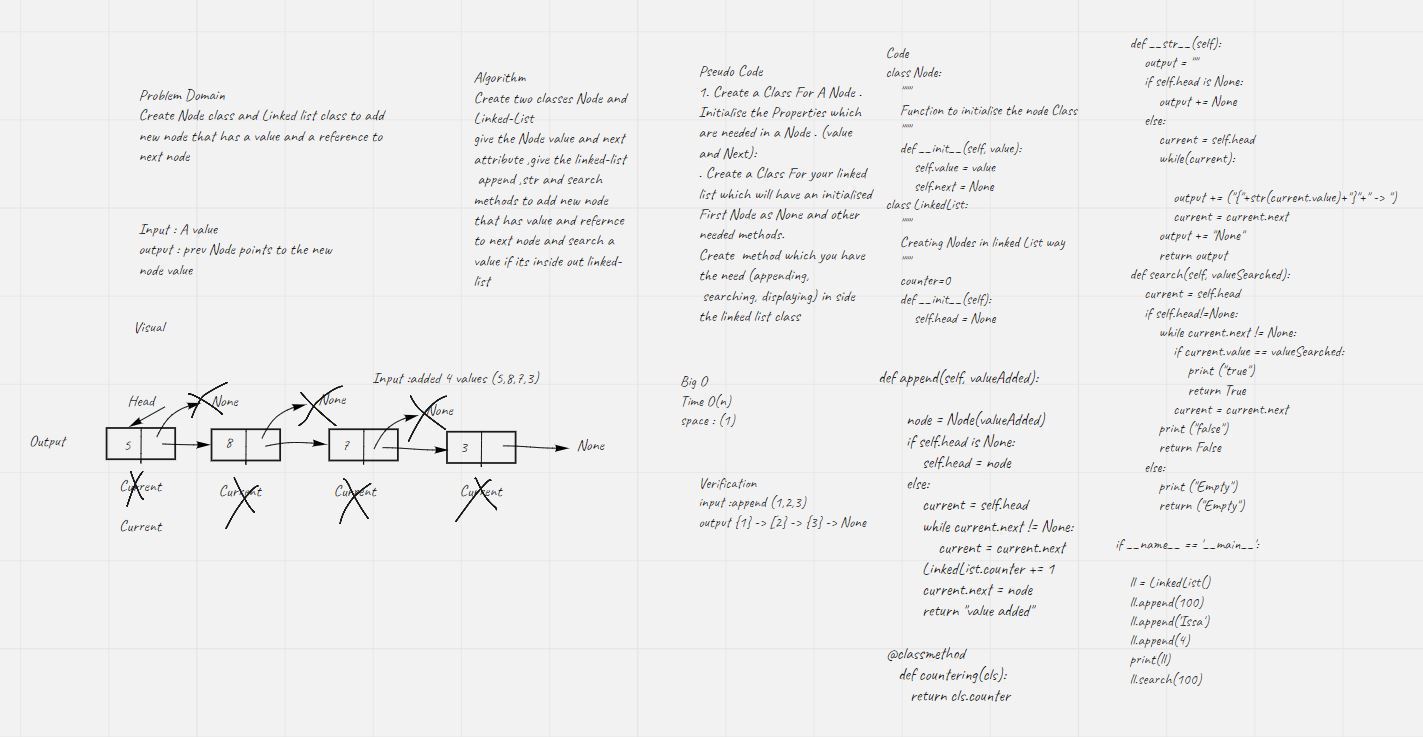 Problem Domain
Create Node class and Linked list class to add
new node that has a value and a reference to
next node
Input : A value
output : prev Node points to the new
node value
Visual
Input :added 4 values (5,8,7,3)
Head
None
None
None
Output
5
8
7
3
None
Current
Current
Current
Current
Current
Algorithm
Create two classes Node and
Linked-List
give the Node value and next
attribute ,give the linked-list
append ,str and search
methods to add new node
that has value and refernce
to next node and search a
value if its inside out linked-
list
Pseudo Code
1. Create a Class For A Node .
Initialise the Properties which
are needed in a Node . (value
and Next):
. Create a Class For your linked
list which will have an initialised
First Node as None and other
needed methods.
Create  method which you have
the need (appending,
searching, displaying) in side
the linked list class
Big O
Time O(n)
space : (1)
Verification
input :append (1,2,3)
output {1} -> [2] -> {3} -> None
Code
class Node:
"""
Function to initialise the node Class
"""
def __init__(self, value):
self.value = value
self.next = None
class LinkedList:
"""
Creating Nodes in linked List way
"""
counter=0
def __init__(self):
self.head = None
def append(self, valueAdded):
node = Node(valueAdded)
if self.head is None:
self.head = node
else:
current = self.head
while current.next != None:
current = current.next
LinkedList.counter += 1
current.next = node
return "value added"
@classmethod
def countering(cls):
return cls.counter
def __str__(self):
output = ""
if self.head is None:
output += None
else:
current = self.head
while(current):
output += ("{"+str(current.value)+"}"+" -> ")
current = current.next
output += "None"
return output
def search(self, valueSearched):
current = self.head
if self.head!=None:
while current.next != None:
if current.value == valueSearched:
print ("true")
return True
current = current.next
print ("false")
return False
else:
print ("Empty")
return ("Empty")
if __name__ == '__main__':
ll = LinkedList()
ll.append(100)
ll.append('Issa')
ll.append(4)
print(ll)
ll.search(100)